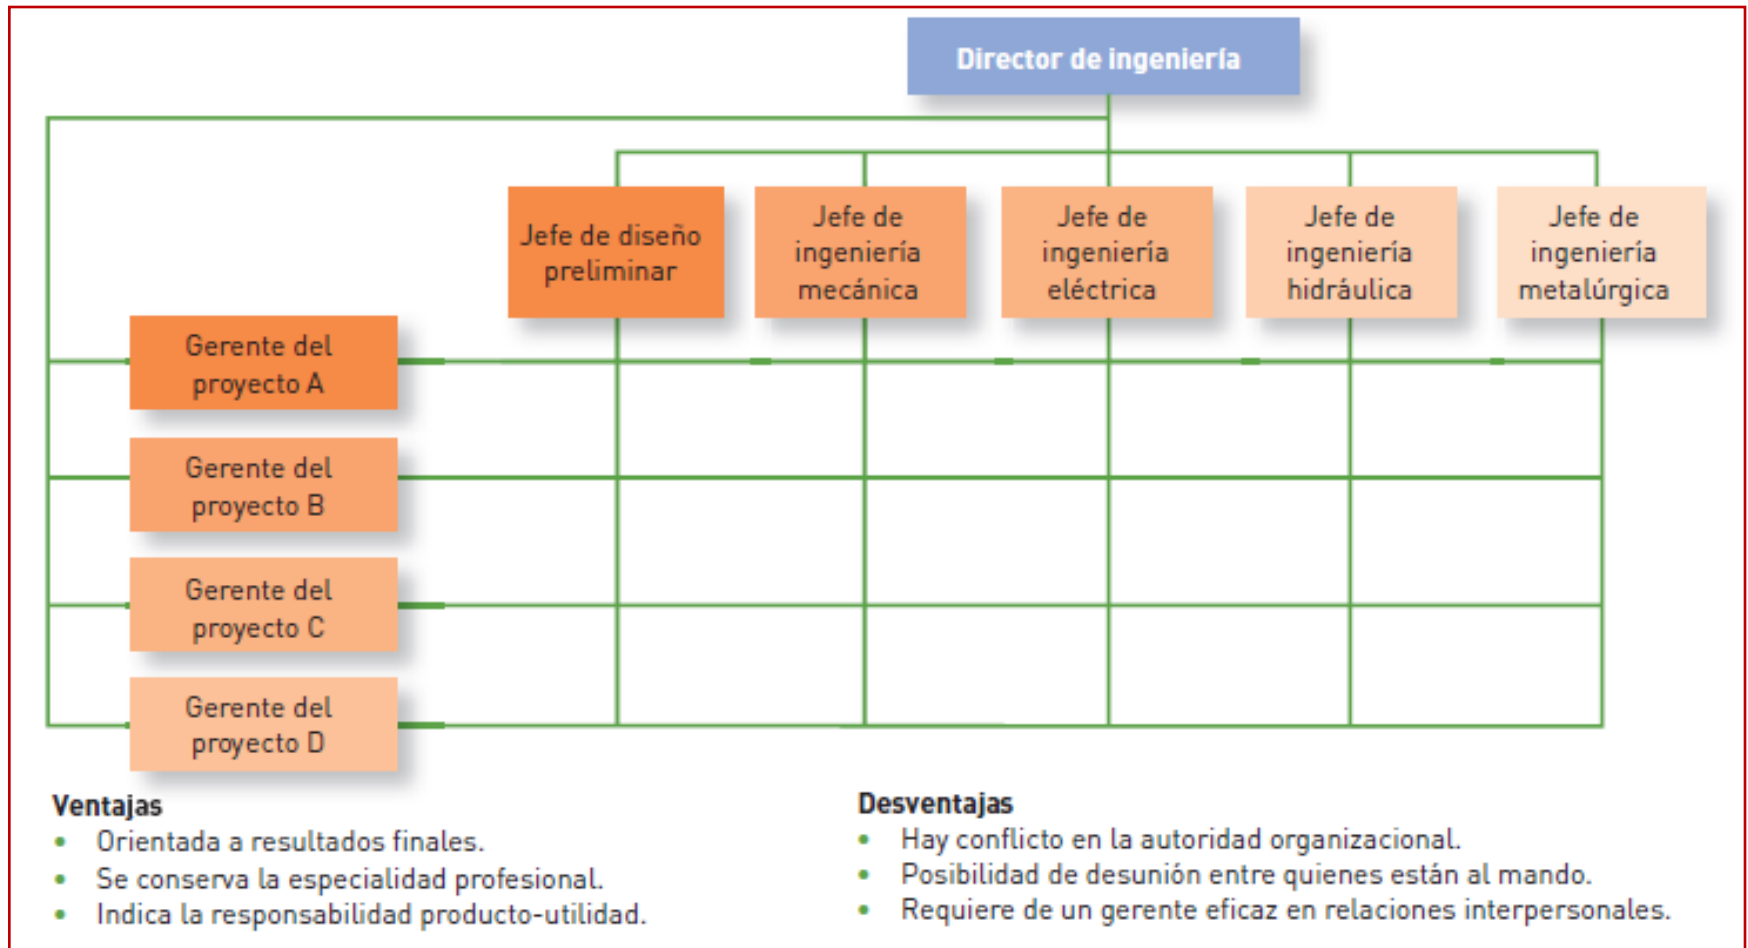 Director de ingeniería
Jefe de diseño
preliminar
Jefe de
ingeniería
mecánica
Jefe de
ingeniería
eléctrica
Jefe de
ingeniería
hidráulica
Jefe de
ingeniería
metalúrgica
Gerente del
proyecto A
Gerente del
proyecto B
Gerente del
proyecto C
Gerente del
proyecto D
Ventajas
• Orientada a resultados finales.
• Se conserva la especialidad profesional.
• Indica la responsabilidad producto-utilidad.
Desventajas
• Hay conflicto en la autoridad organizacional.
• Posibilidad de desunión entre quienes están al mando.
• Requiere de un gerente eficaz en relaciones interpersonales.